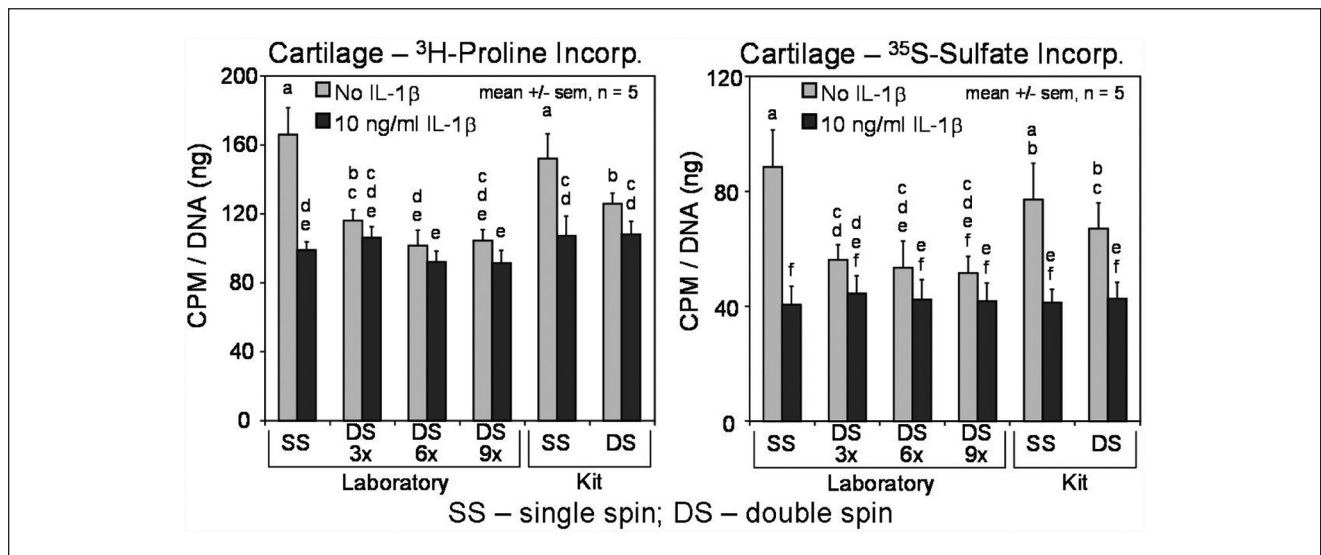 Cartilage – ³H-Proline Incorp.
200
160
120
80
40
0
CPM / DNA (ng)
No IL-1β
10 ng/ml IL-1β
mean +/- sem, n = 5
a
d
e
b
c
c
d
e
d
e
e
c
d
e
e
a
c
d
b
c
d
SS
DS
3x
DS
6x
DS
9x
SS
DS
Laboratory
Kit
Cartilage – ³⁵S-Sulfate Incorp.
120
80
40
0
CPM / DNA (ng)
No IL-1β
10 ng/ml IL-1β
mean +/- sem, n = 5
a
f
c
d
d
e
f
c
d
e
e
f
c
d
e
f
e
f
a
b
e
f
b
c
e
f
SS
DS
3x
DS
6x
DS
9x
SS
DS
Laboratory
Kit
SS – single spin; DS – double spin